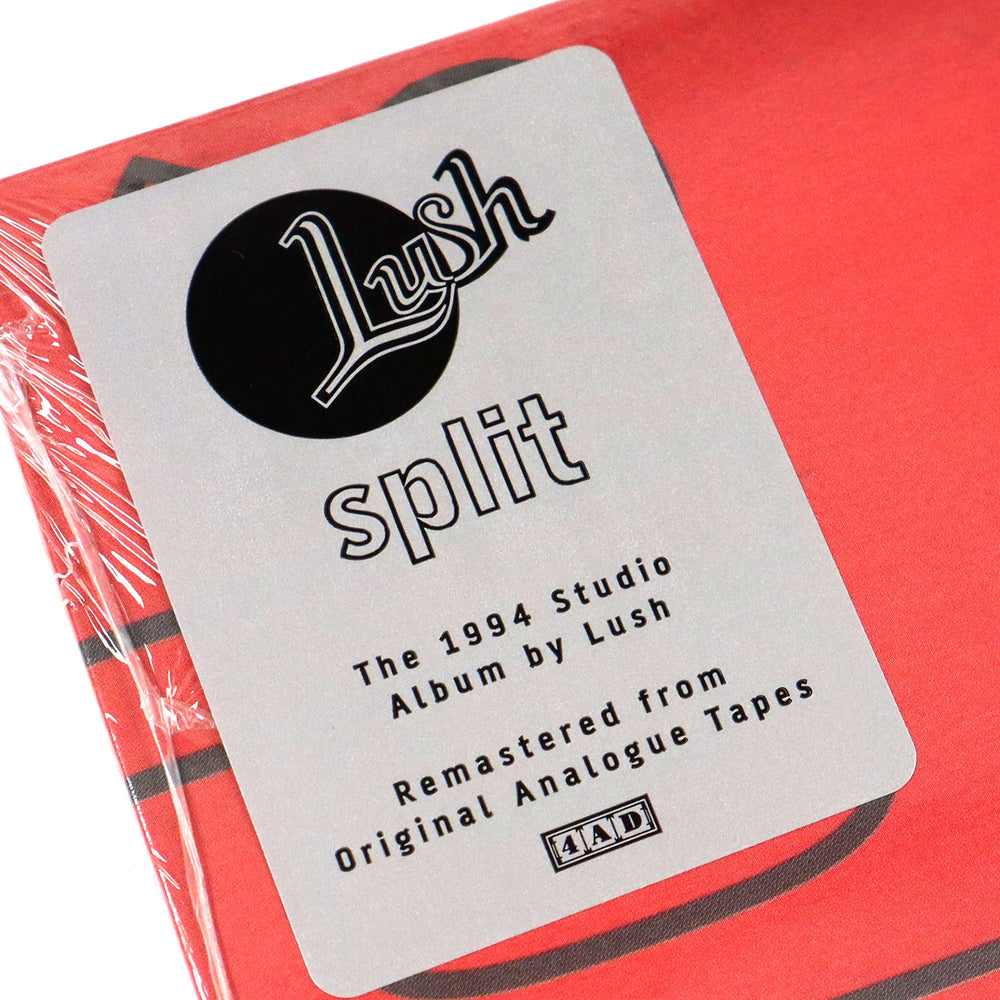 Lush
split
The 1994 Studio
Album by Lush
Remastered from
Original Analogue Tapes
4AD